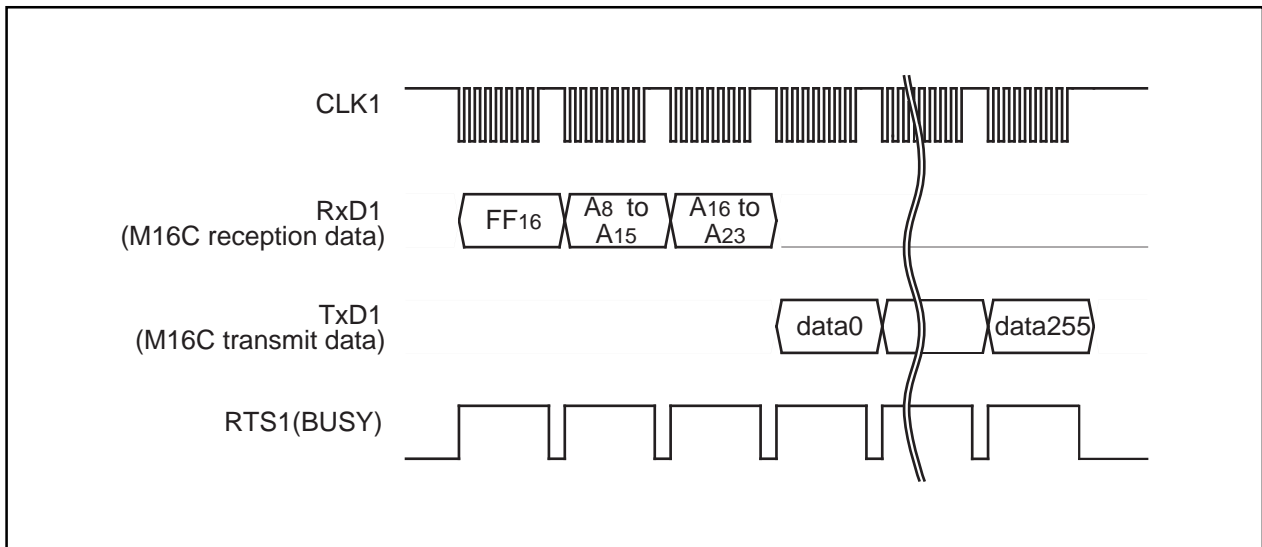 CLK1
RxD1
(M16C reception data)
FF16
A8 to
A15
A16 to
A23
TxD1
(M16C transmit data)
data0
data255
RTS1(BUSY)